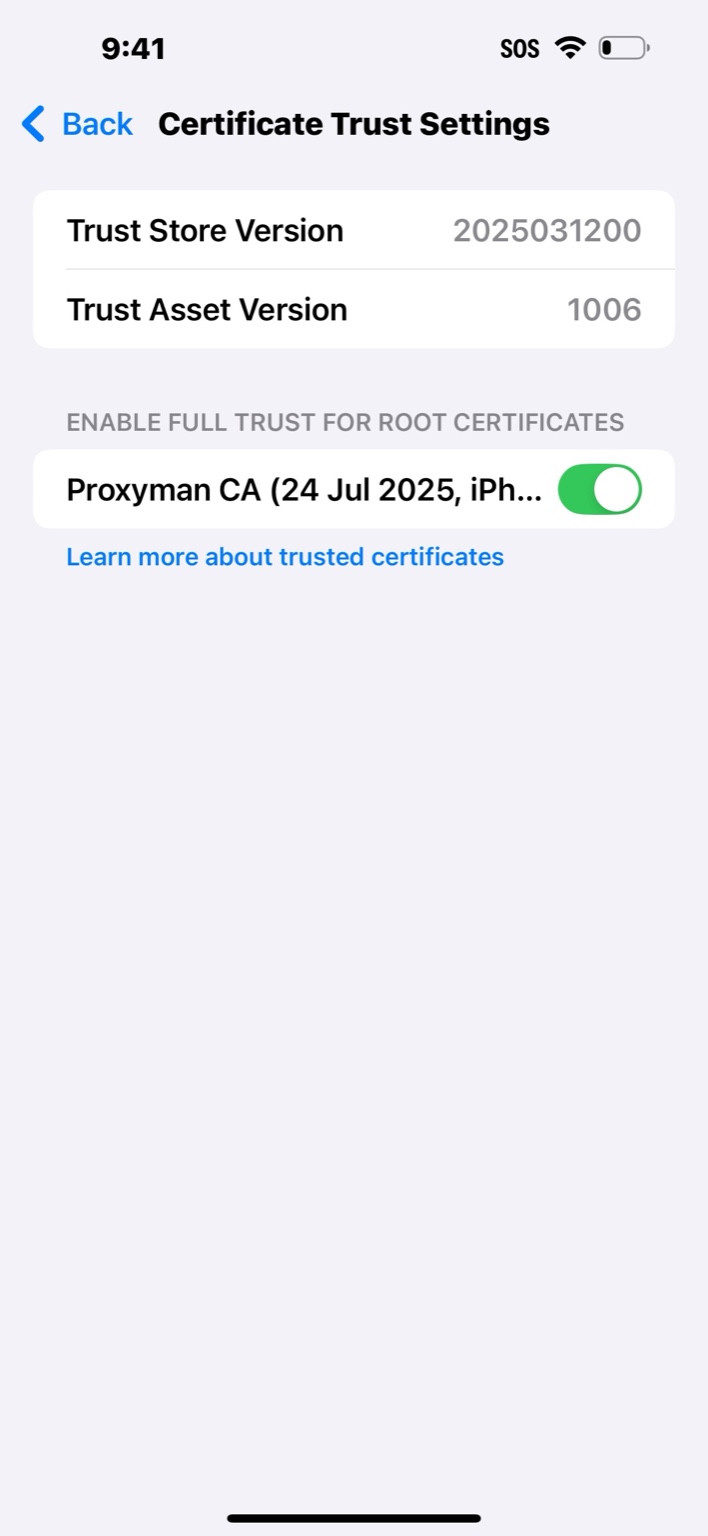 9:41 SOS
Back Certificate Trust Settings
Trust Store Version 2025031200
Trust Asset Version 1006
ENABLE FULL TRUST FOR ROOT CERTIFICATES
Proxyman CA (24 Jul 2025, iPh...
Learn more about trusted certificates